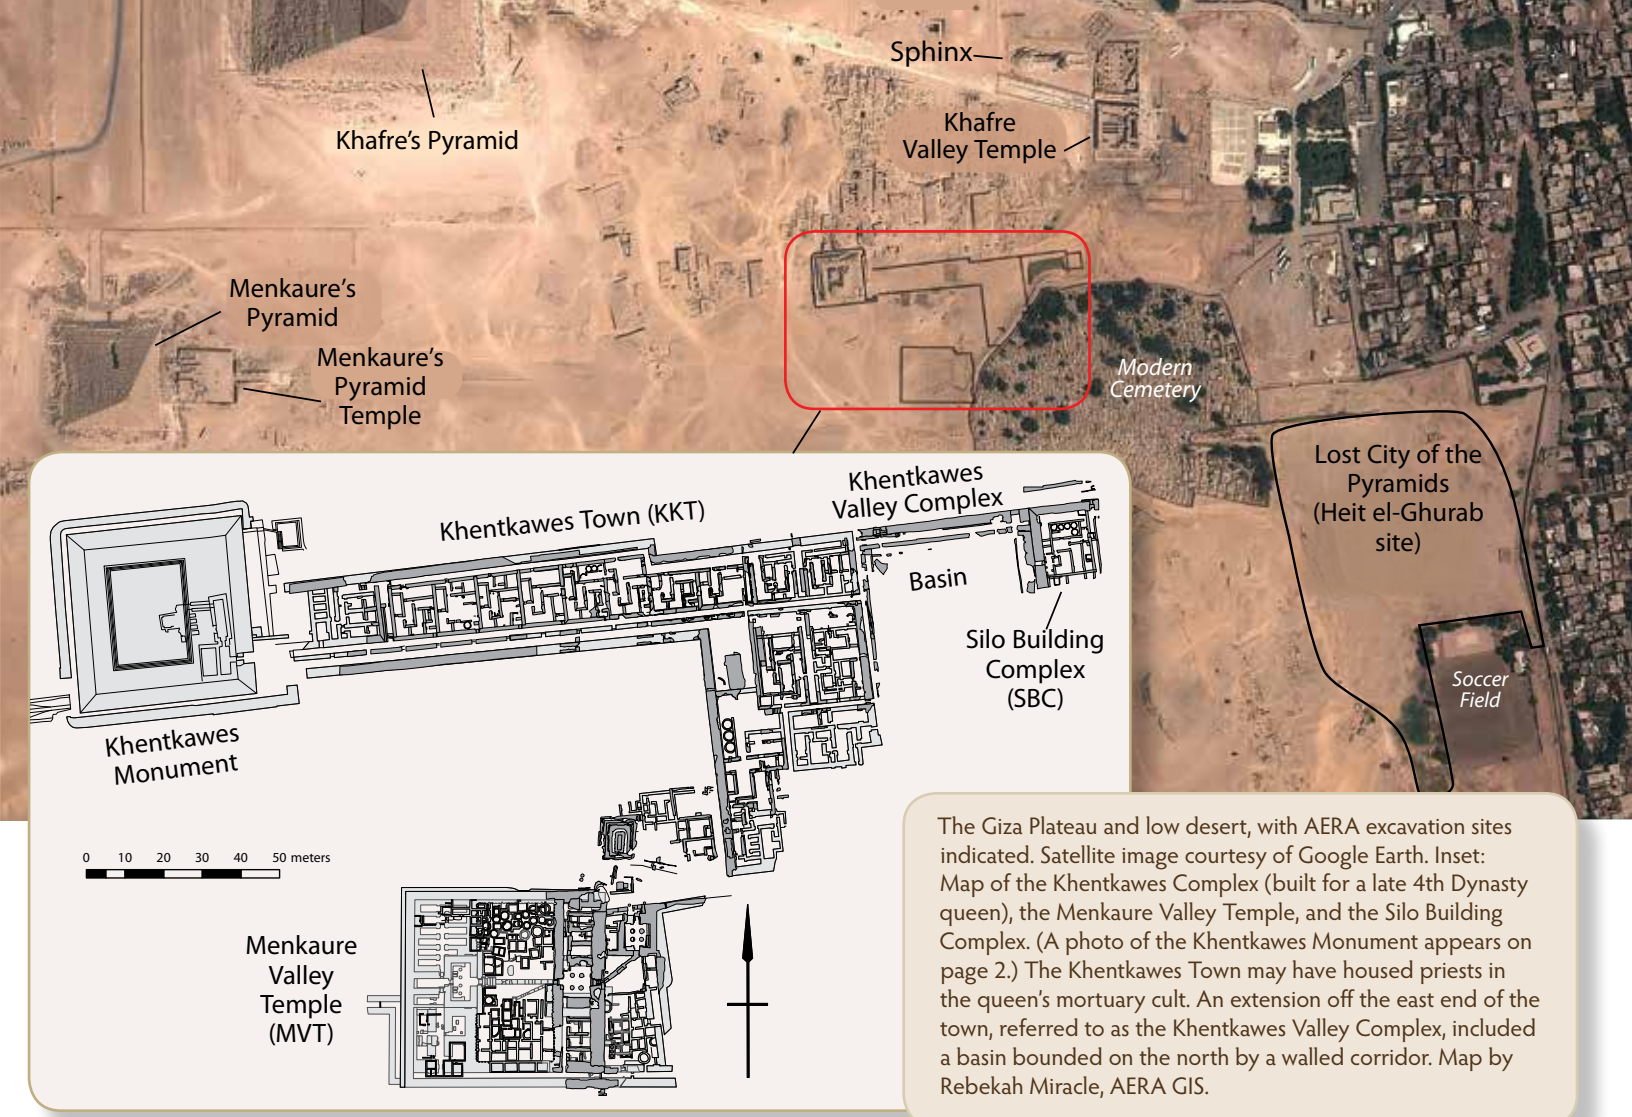 Sphinx
Khafre
Valley Temple
Khafre's Pyramid
Menkaure's
Pyramid
Menkaure's
Pyramid
Temple
Modern
Cemetery
Lost City of the
Pyramids
(Heit el-Ghurab
site)
Soccer
Field
Khentkawes
Valley Complex
Khentkawes Town (KKT)
Basin
Silo Building
Complex
(SBC)
Khentkawes
Monument
0 10 20 30 40 50 meters
Menkaure
Valley
Temple
(MVT)
The Giza Plateau and low desert, with AERA excavation sites
indicated. Satellite image courtesy of Google Earth. Inset:
Map of the Khentkawes Complex (built for a late 4th Dynasty
queen), the Menkaure Valley Temple, and the Silo Building
Complex. (A photo of the Khentkawes Monument appears on
page 2.) The Khentkawes Town may have housed priests in
the queen's mortuary cult. An extension off the east end of the
town, referred to as the Khentkawes Valley Complex, included
a basin bounded on the north by a walled corridor. Map by
Rebekah Miracle, AERA GIS.